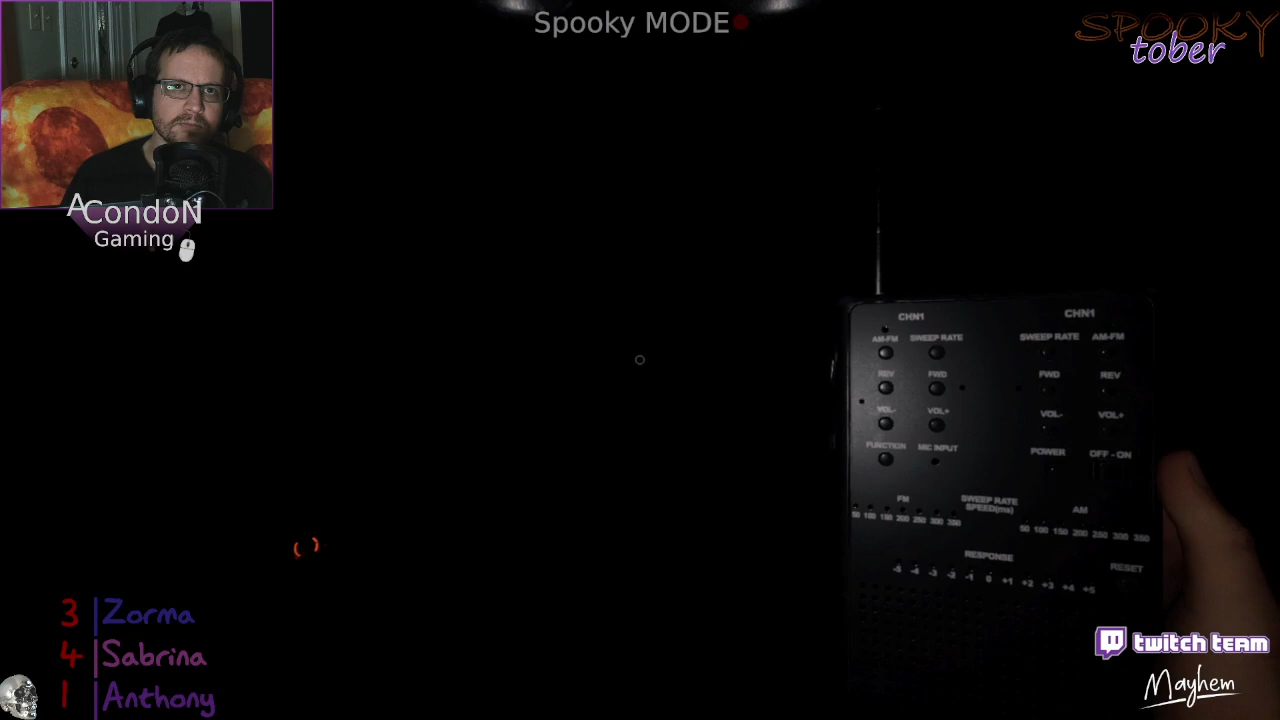 Spooky MODE
SPOOKY
tober
ACondoN
Gaming
CHN1 CHN1
AM-FM SWEEP RATE SWEEP RATE AM-FM
REV FWD FWD REV
VOL- VOL+ VOL- VOL+
FUNCTION MIC INPUT POWER OFF - ON
FM SWEEP RATE SPEED(ms) AM
50 100 150 200 250 300 350 50 100 150 200 250 300 350
RESPONSE
-5 -4 -3 -2 -1 0 +1 +2 +3 +4 +5
RESET
3 Zorma
4 Sabrina
1 Anthony
twitch team
Mayhem